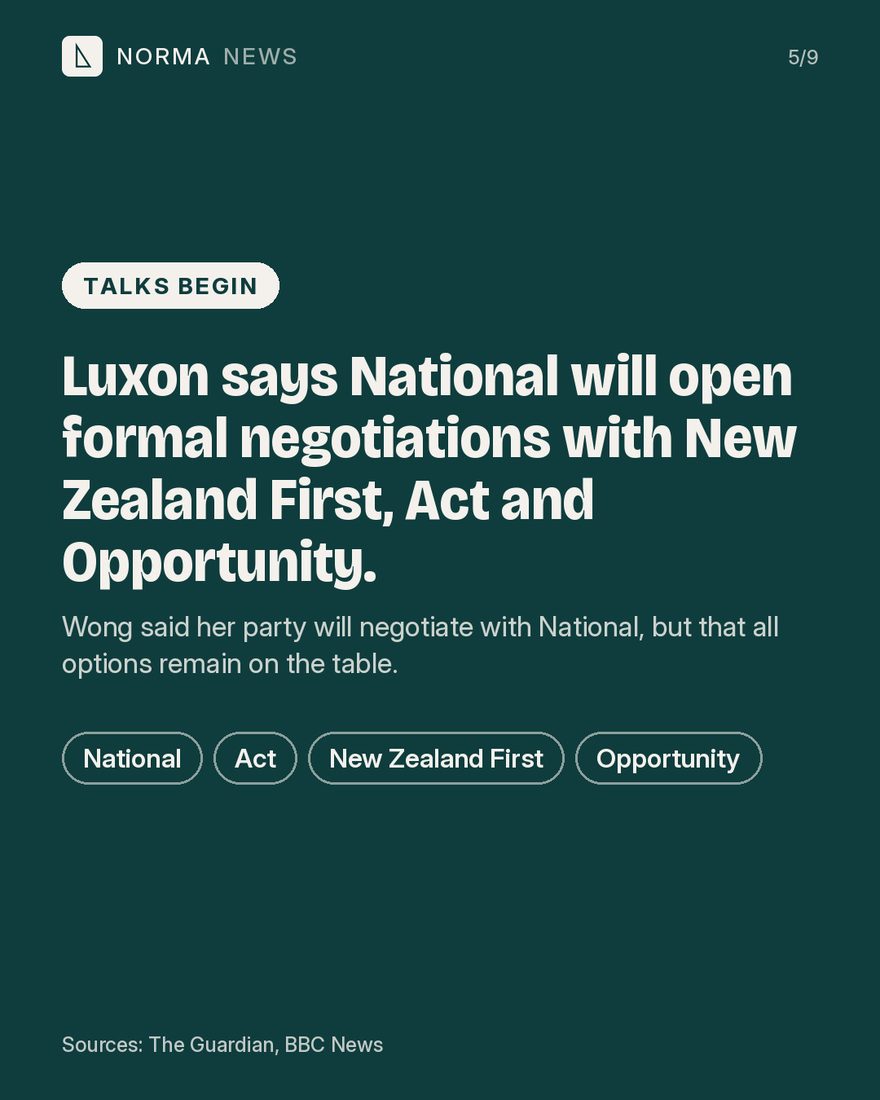 NORMA NEWS
5/9
TALKS BEGIN
Luxon says National will open
formal negotiations with New
Zealand First, Act and
Opportunity.
Wong said her party will negotiate with National, but that all
options remain on the table.
National
Act
New Zealand First
Opportunity
Sources: The Guardian, BBC News